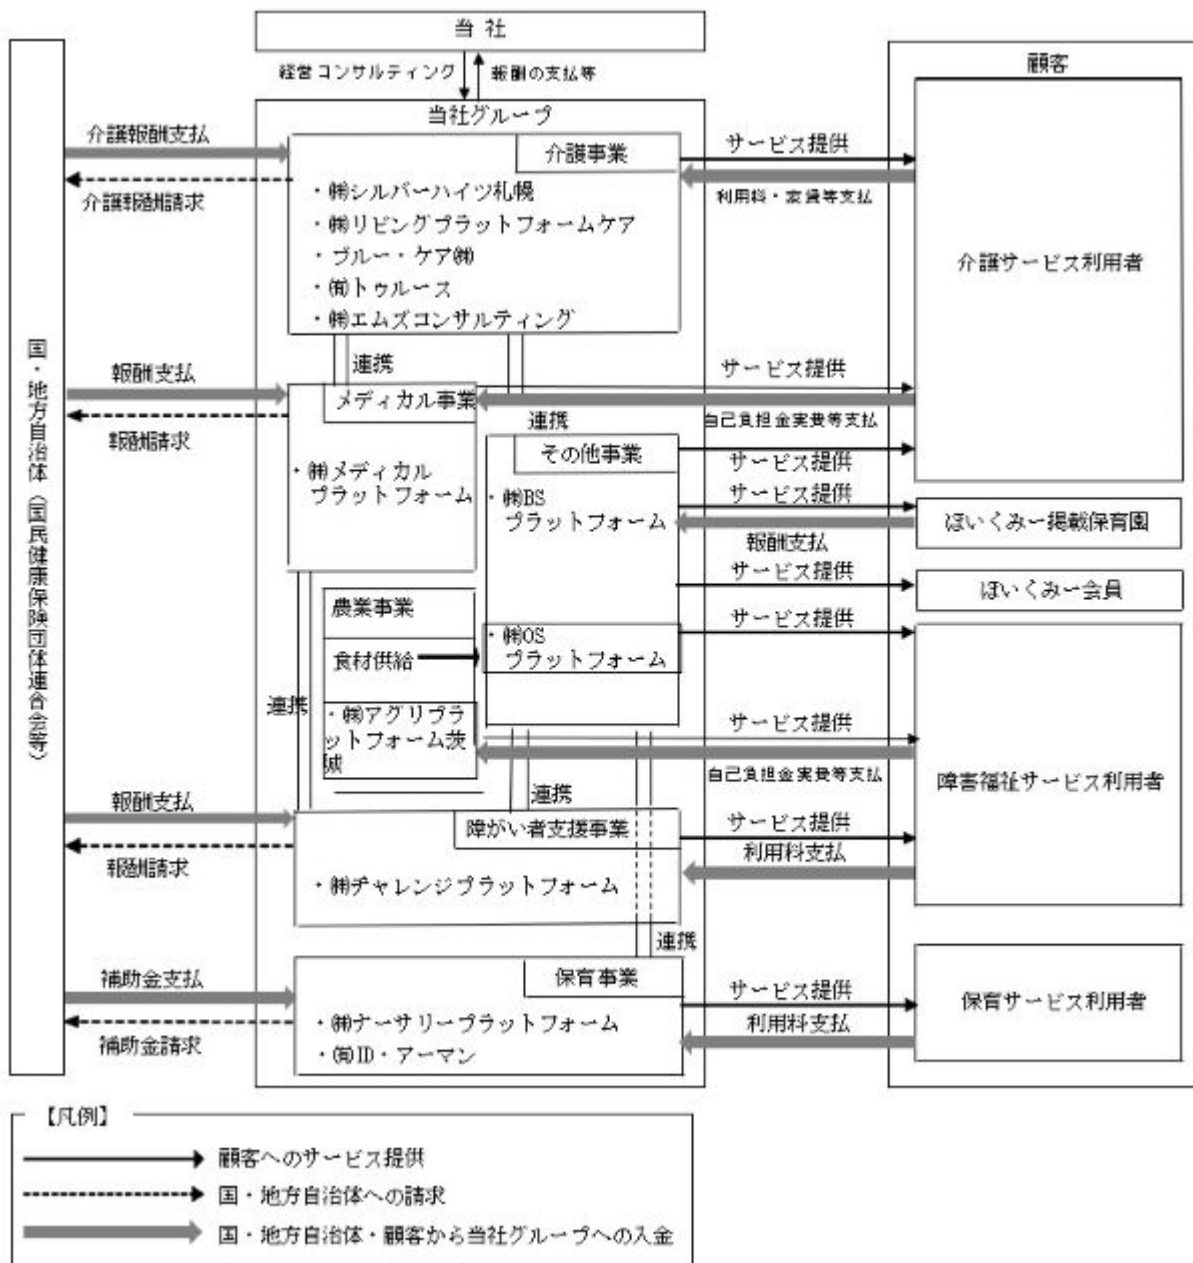 当 社
経営コンサルティング
報酬の支払等
当社グループ
顧客
国・地方自治体（国民健康保険団体連合会等）
介護報酬支払
介護報酬請求
介護事業
・㈱シルバーハイツ札幌
・㈱リビングプラットフォームケア
・ブルー・ケア㈱
・㈲トゥルース
・㈱エムズコンサルティング
サービス提供
利用料・家賃等支払
介護サービス利用者
連携
報酬支払
報酬請求
メディカル事業
・㈱メディカル
プラットフォーム
サービス提供
自己負担金実費等支払
連携
その他事業
・㈱BS
プラットフォーム
サービス提供
サービス提供
報酬支払
ほいくみー掲載保育園
サービス提供
ほいくみー会員
農業事業
食材供給
・㈱アグリプラ
ットフォーム茨
城
・㈱OS
プラットフォーム
サービス提供
連携
サービス提供
自己負担金実費等支払
障害福祉サービス利用者
連携
報酬支払
報酬請求
障がい者支援事業
・㈱チャレンジプラットフォーム
サービス提供
利用料支払
連携
補助金支払
補助金請求
保育事業
・㈱ナーサリープラットフォーム
・㈲ID・アーマン
サービス提供
利用料支払
保育サービス利用者
【凡例】
顧客へのサービス提供
国・地方自治体への請求
国・地方自治体・顧客から当社グループへの入金